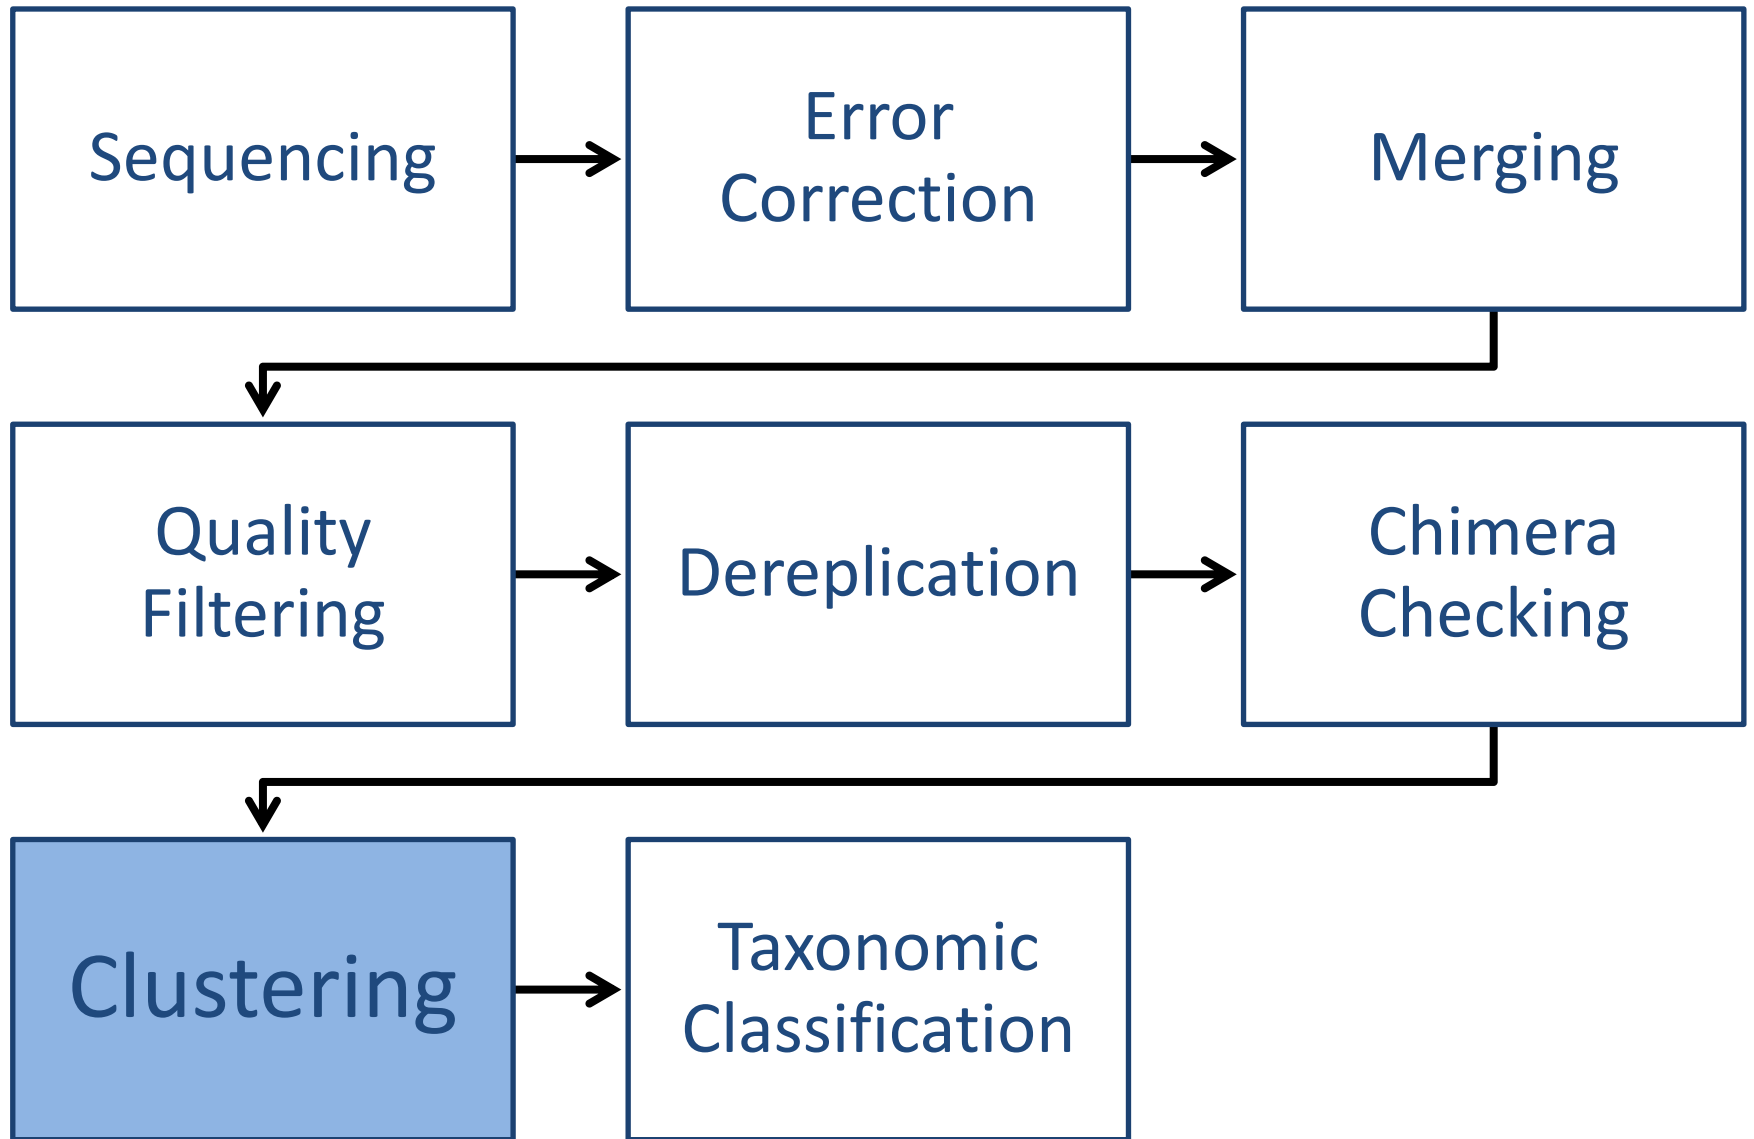 Sequencing
Error
Correction
Merging
Quality
Filtering
Dereplication
Chimera
Checking
Clustering
Taxonomic
Classification